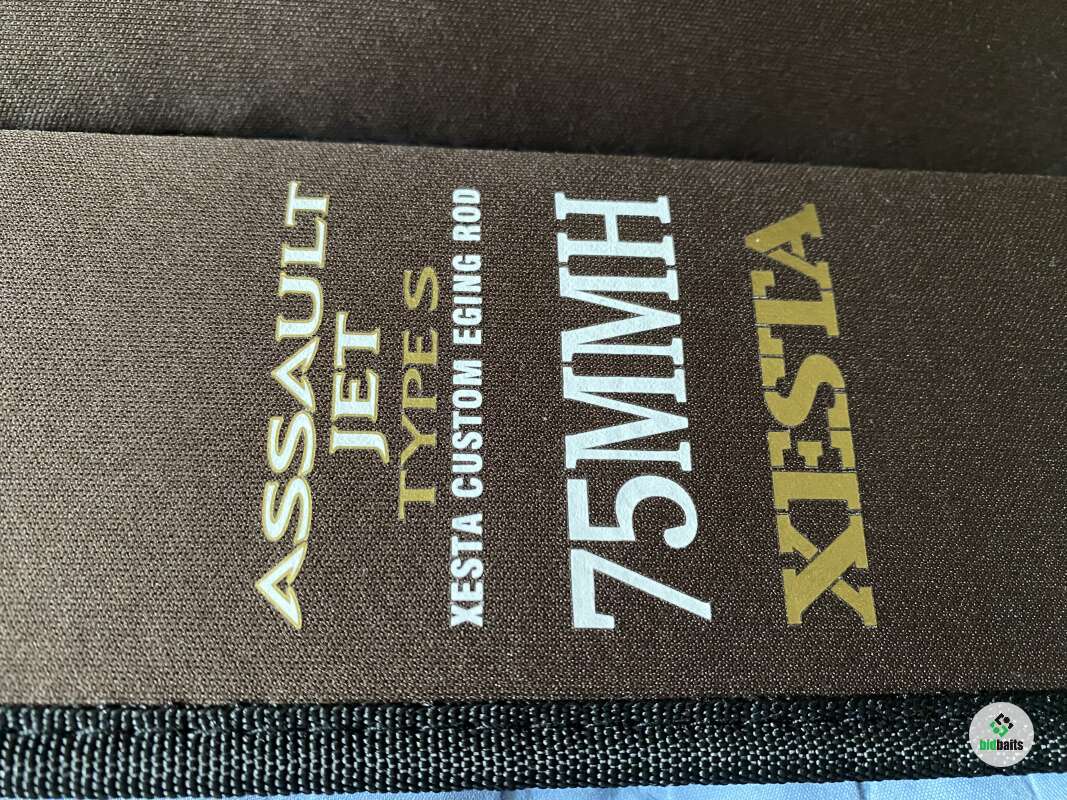 ASSAULT
JET
TYPE S
XESTA CUSTOM EGING ROD
75MMH
XESTA
bidbaits